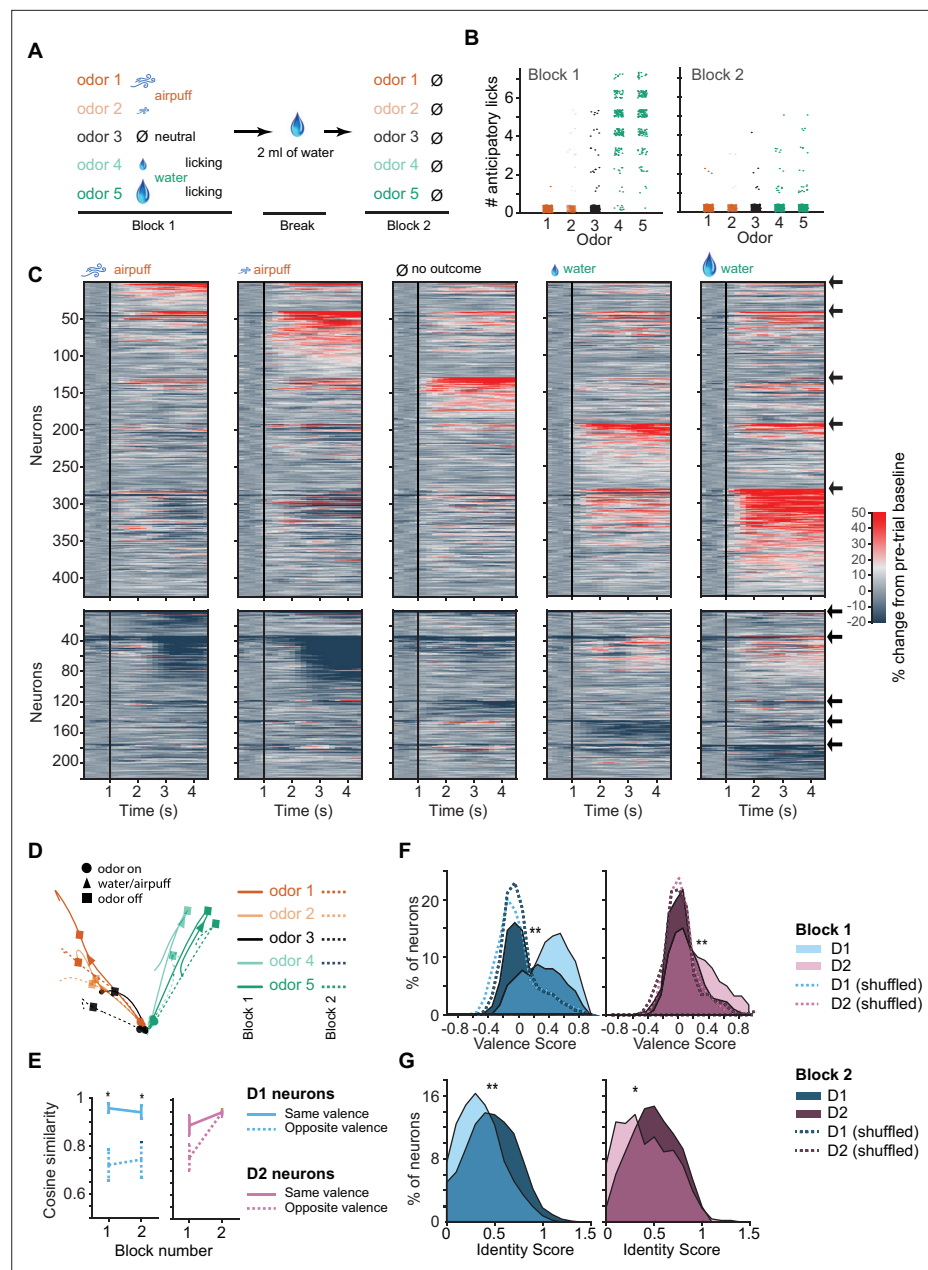 A
odor 1
airpuff
odor 2
odor 3 Ø neutral
odor 4 licking
water
odor 5 licking
Block 1
2 ml of water
Break
odor 1 Ø
odor 2 Ø
odor 3 Ø
odor 4 Ø
odor 5 Ø
Block 2
B
Block 1 Block 2
# anticipatory licks
6
4
2
0
1 2 3 4 5 1 2 3 4 5
Odor Odor
C
airpuff airpuff Ø no outcome water water
Neurons
50
100
150
200
250
300
350
400
Neurons
40
80
120
160
200
1 2 3 4 1 2 3 4 1 2 3 4 1 2 3 4 1 2 3 4
Time (s) Time (s) Time (s) Time (s) Time (s)
50
40
30
20
10
0
-10
-20
% change from pre-trial baseline
D
odor on
water/airpuff
odor off
odor 1
odor 2
odor 3
odor 4
odor 5
Block 1 Block 2
E
Cosine similarity
1
0.8
0.6
* *
1 2 1 2
Block number
D1 neurons
Same valence
Opposite valence
D2 neurons
Same valence
Opposite valence
F
% of neurons
20
10
0
** **
-0.8 -0.4 0 0.4 0.8 -0.8 -0.4 0 0.4 0.8
Valence Score Valence Score
Block 1
D1
D2
D1 (shuffled)
D2 (shuffled)
G
% of neurons
16
12
8
4
0
** *
0 0.5 1 1.5 0 0.5 1 1.5
Identity Score Identity Score
Block 2
D1
D2
D1 (shuffled)
D2 (shuffled)